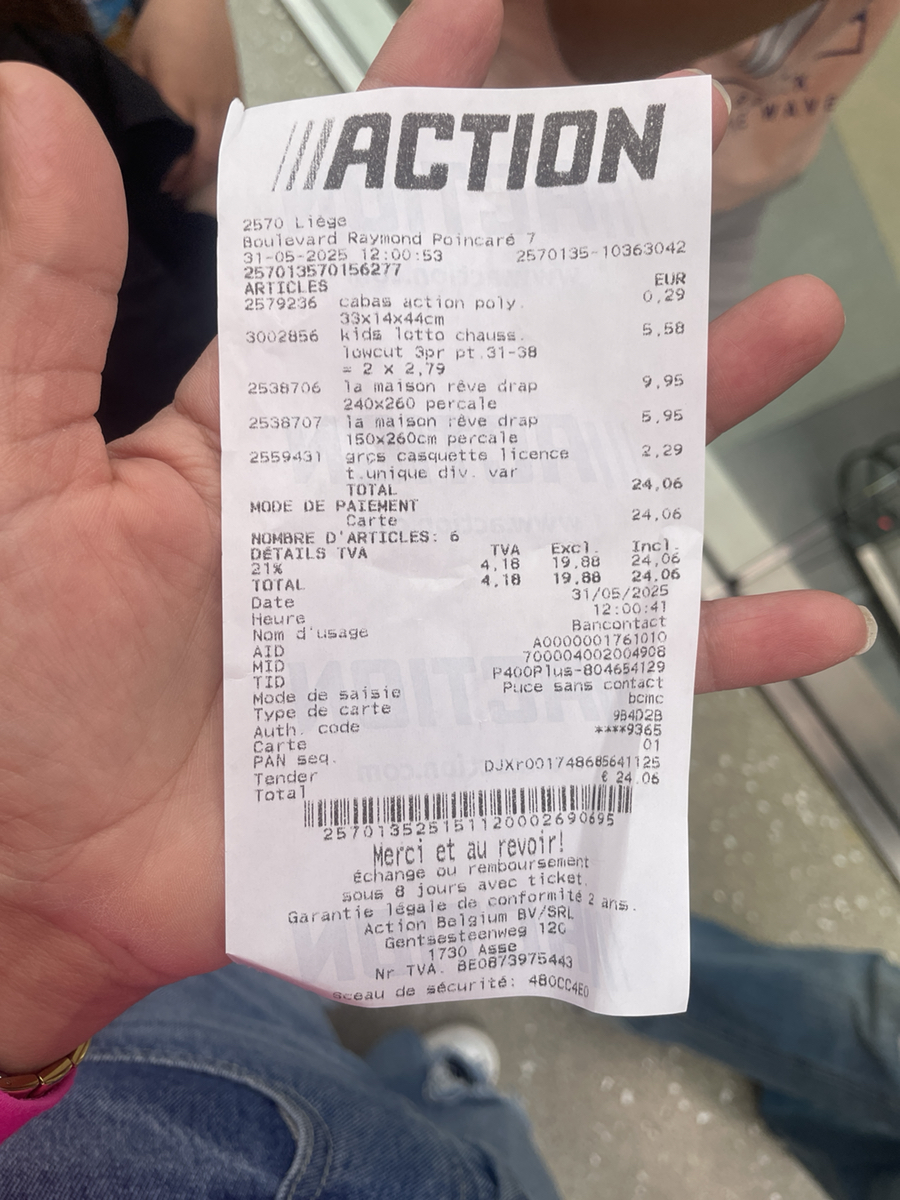 ACTION
2570 Liège
Boulevard Raymond Poincaré 7
31-05-2025 12:00:53 2570135-10363042
257013570156277
ARTICLES EUR
2579236 cabas action poly. 0,29
33x14x44cm
3002856 kids lotto chauss. 5,58
lowcut 3pr pt.31-38
= 2 x 2,79
2538706 la maison rêve drap 9,95
240x260 percale
2538707 la maison rêve drap 5,95
150x260cm percale
2559431 grçs casquette licence 2,29
t.unique div. var
TOTAL 24,06
MODE DE PAIEMENT
Carte 24,06
NOMBRE D'ARTICLES: 6
DÉTAILS TVA TVA Excl. Incl.
21% 4,18 19,88 24,06
TOTAL 4,18 19,88 24,06
Date 31/05/2025
Heure 12:00:41
Nom d'usage Bancontact
AID A0000001761010
MID 700004002004908
TID P400Plus-804654129
Mode de saisie Puce sans contact
Type de carte bcmc
Auth. code 9B4D2B
Carte ****9365
PAN seq. 01
Tender DJXr001748685641125
Total € 24.06
2570135251511200026 90695
Merci et au revoir!
échange ou remboursement
sous 8 jours avec ticket.
Garantie légale de conformité 2 ans.
Action Belgium BV/SRL
Gentsesteenweg 120
1730 Asse
Nr TVA. BE0873975443
sceau de sécurité: 480CC4E0
WAVE